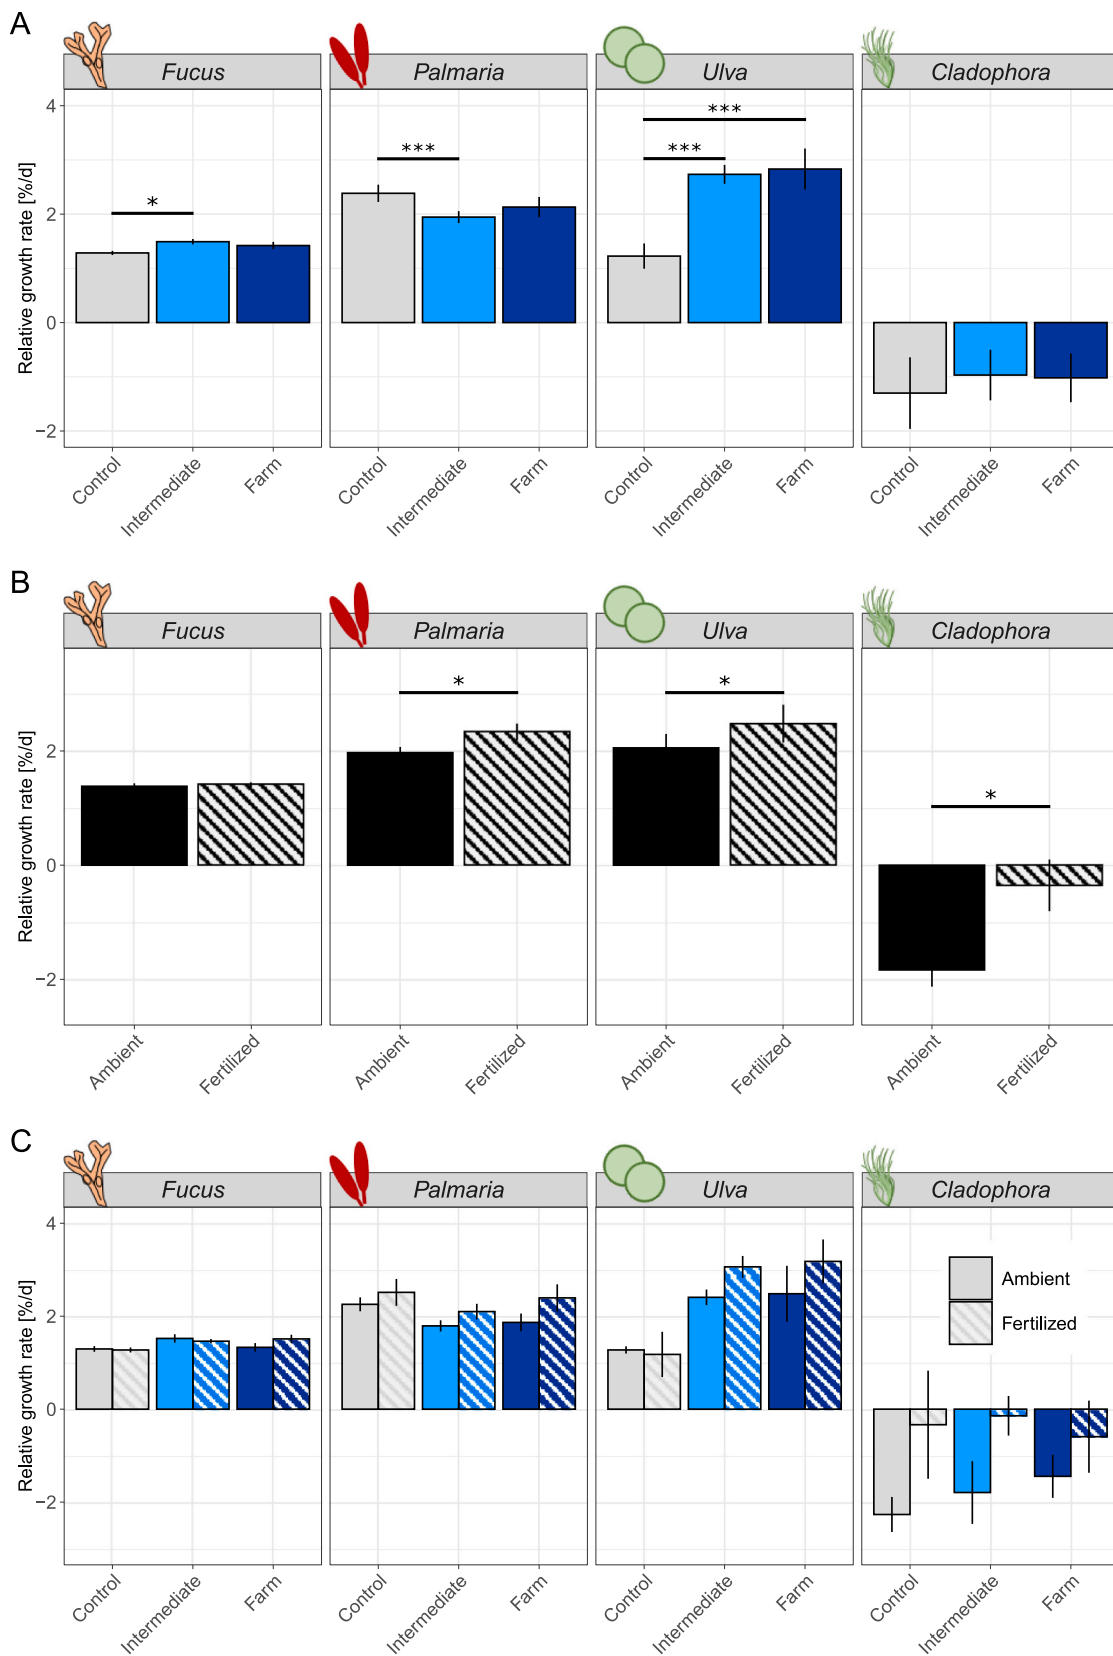 A
Fucus Palmaria Ulva Cladophora
Relative growth rate [%/d]
4
2
0
−2
* *** *** ***
Control Intermediate Farm Control Intermediate Farm Control Intermediate Farm Control Intermediate Farm
B
Fucus Palmaria Ulva Cladophora
Relative growth rate [%/d]
2
0
−2
* * *
Ambient Fertilized Ambient Fertilized Ambient Fertilized Ambient Fertilized
C
Fucus Palmaria Ulva Cladophora
Relative growth rate [%/d]
4
2
0
−2
Ambient
Fertilized
Control Intermediate Farm Control Intermediate Farm Control Intermediate Farm Control Intermediate Farm